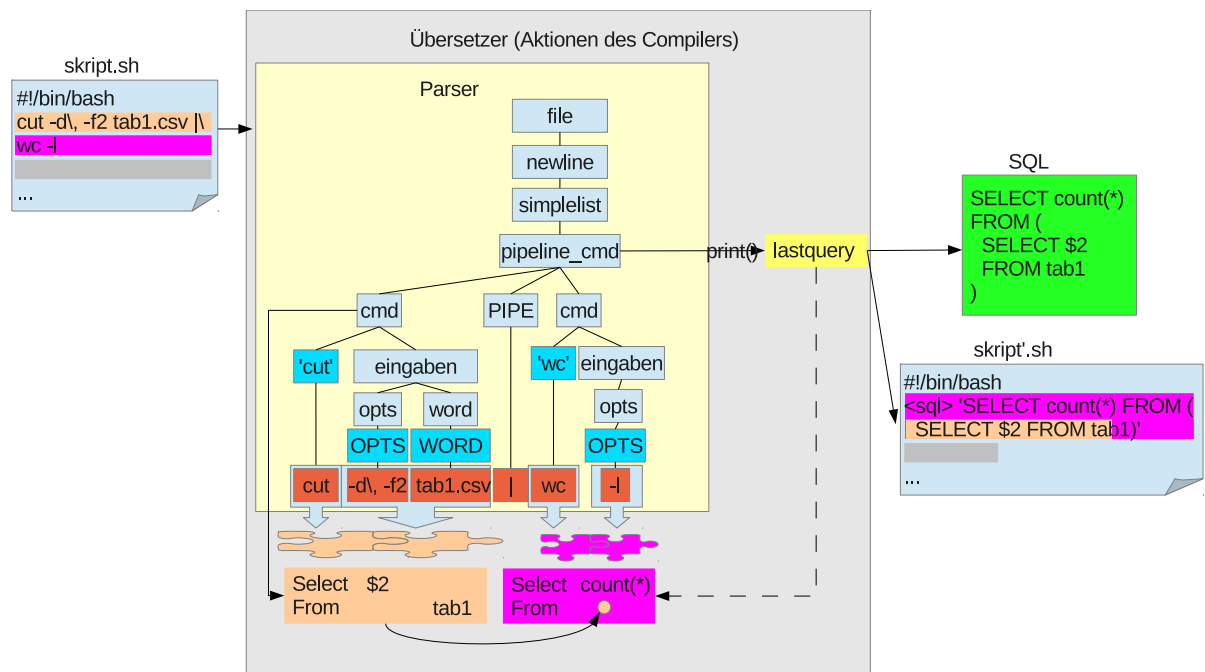 Übersetzer (Aktionen des Compilers)
skript.sh
#!/bin/bash
cut -d\, -f2 tab1.csv |\
wc -l
...
Parser
file
newline
simplelist
pipeline_cmd
print()
lastquery
cmd
PIPE
cmd
'cut'
eingaben
'wc'
eingaben
opts
word
opts
OPTS
WORD
OPTS
cut
-d\, -f2
tab1.csv
|
wc
-l
Select $2
From tab1
Select count(*)
From
SQL
SELECT count(*)
FROM (
SELECT $2
FROM tab1
)
skript'.sh
#!/bin/bash
<sql> 'SELECT count(*) FROM (
SELECT $2 FROM tab1)'
...